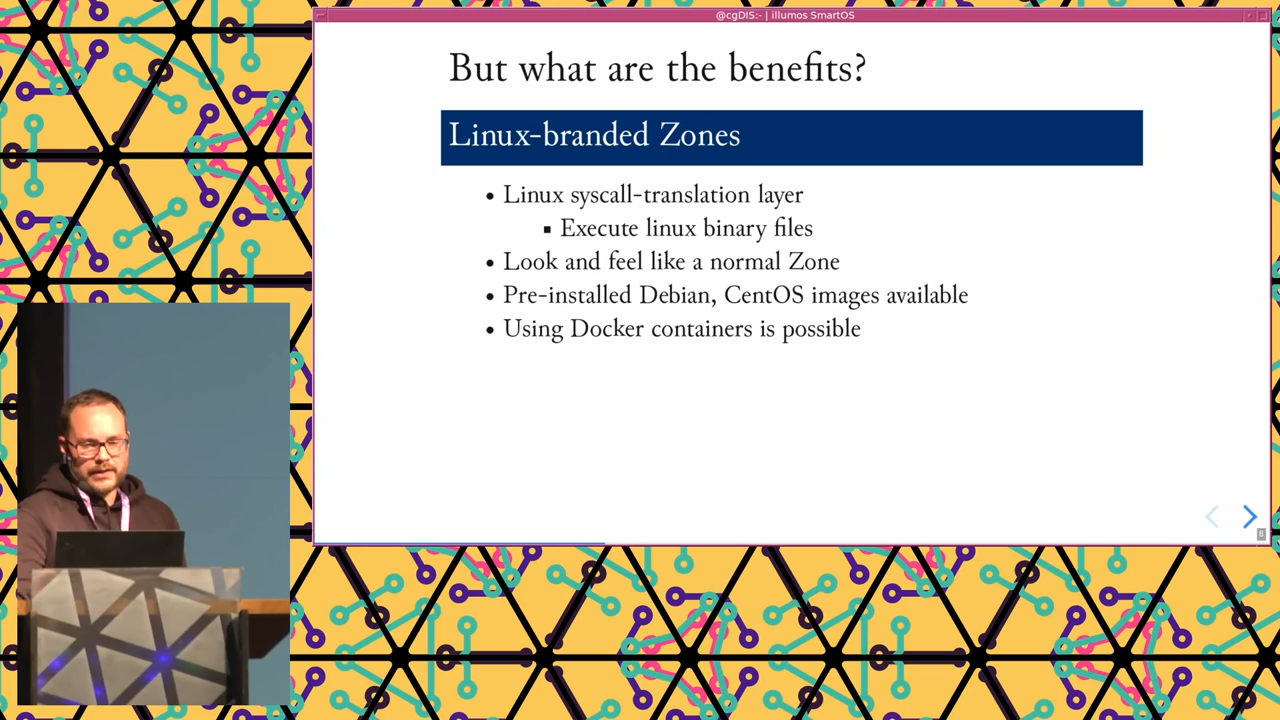 @cgDIS:- | illumos SmartOS
But what are the benefits?
Linux-branded Zones
• Linux syscall-translation layer
▪ Execute linux binary files
• Look and feel like a normal Zone
• Pre-installed Debian, CentOS images available
• Using Docker containers is possible
8